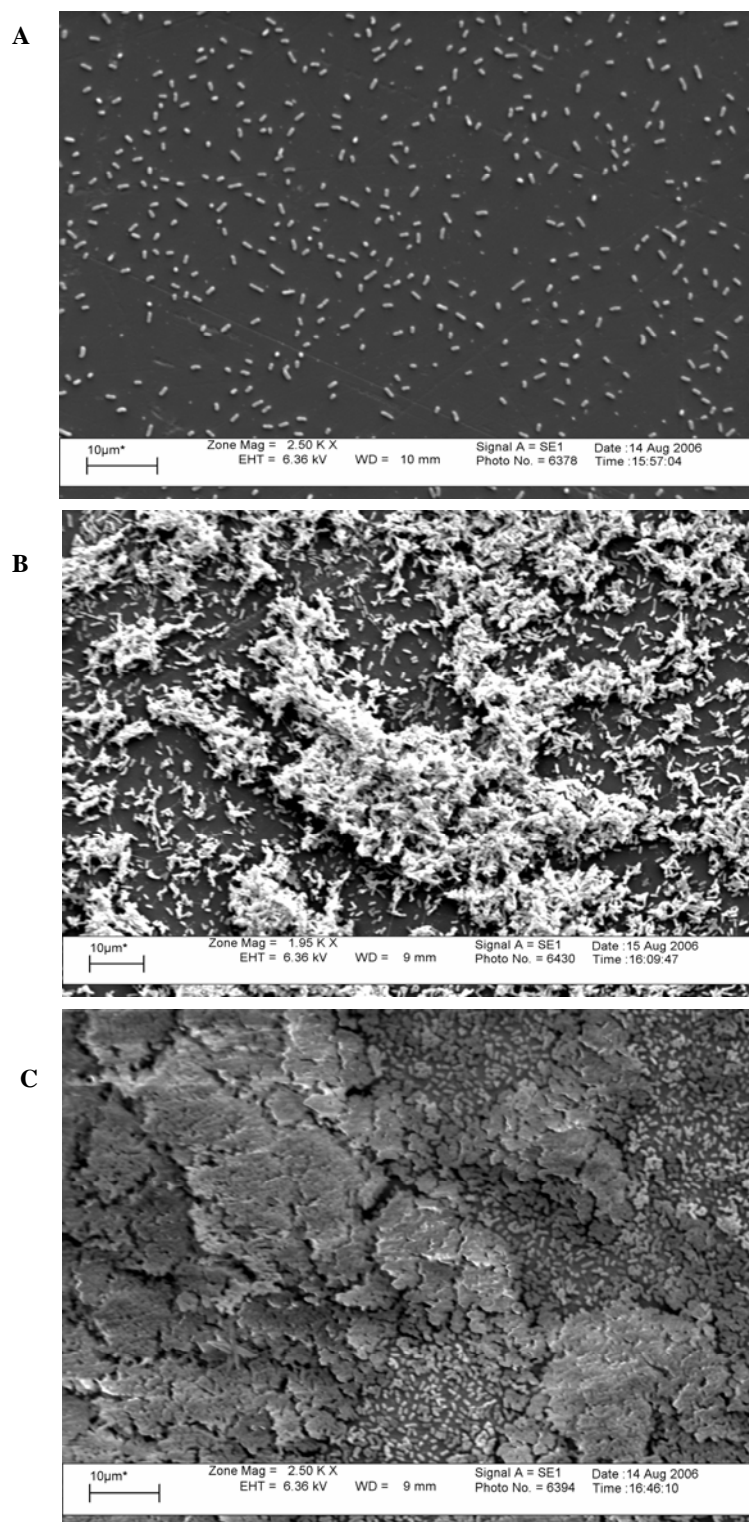 A
10µm*
Zone Mag = 2.50 K X
EHT = 6.36 kV WD = 10 mm
Signal A = SE1 Date :14 Aug 2006
Photo No. = 6378 Time :15:57:04
B
10µm*
Zone Mag = 1.95 K X
EHT = 6.36 kV WD = 9 mm
Signal A = SE1 Date :15 Aug 2006
Photo No. = 6430 Time :16:09:47
C
10µm*
Zone Mag = 2.50 K X
EHT = 6.36 kV WD = 9 mm
Signal A = SE1 Date :14 Aug 2006
Photo No. = 6394 Time :16:46:10